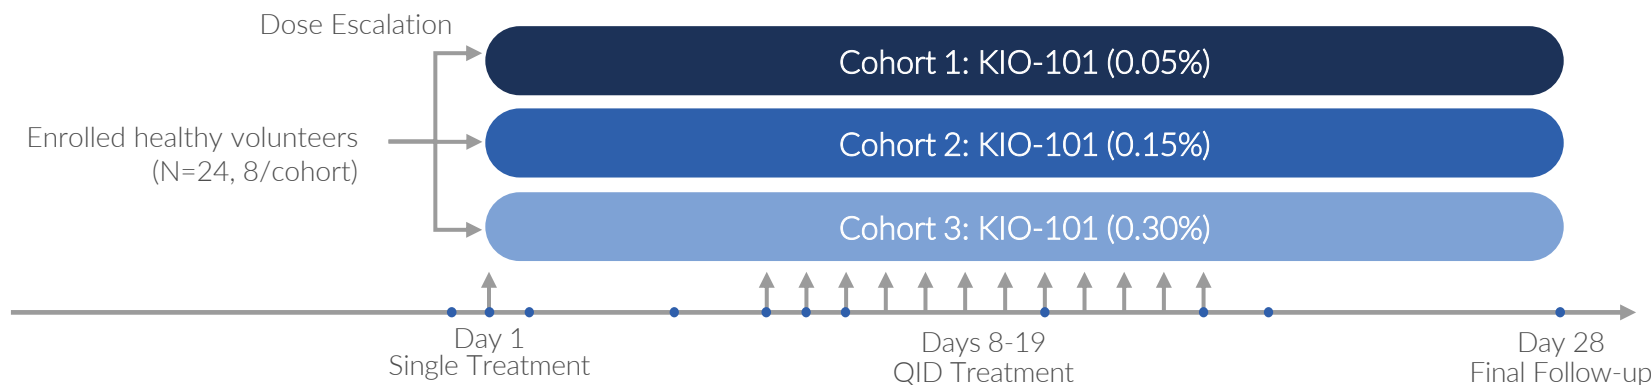 Dose Escalation
Cohort 1: KIO-101 (0.05%)
Enrolled healthy volunteers
(N=24, 8/cohort)
Cohort 2: KIO-101 (0.15%)
Cohort 3: KIO-101 (0.30%)
Day 1
Single Treatment
Days 8-19
QID Treatment
Day 28
Final Follow-up